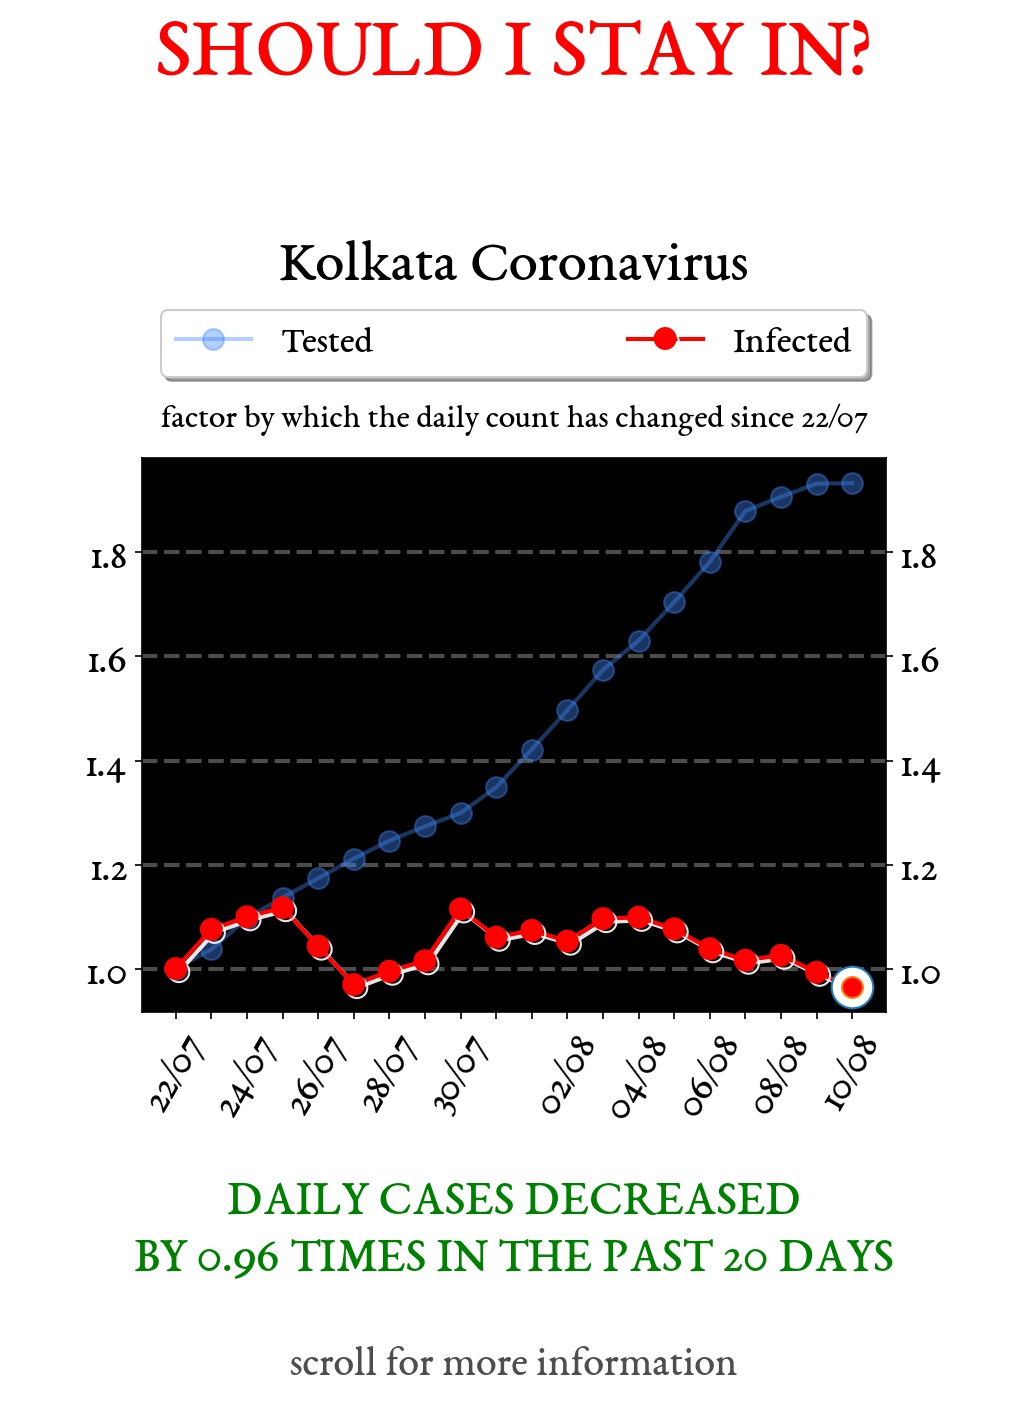 SHOULD I STAY IN?
Kolkata Coronavirus
Tested Infected
factor by which the daily count has changed since 22/07
1.8 1.8
1.6 1.6
1.4 1.4
1.2 1.2
1.0 1.0
22/07 24/07 26/07 28/07 30/07 02/08 04/08 06/08 08/08 10/08
DAILY CASES DECREASED
BY 0.96 TIMES IN THE PAST 20 DAYS
scroll for more information